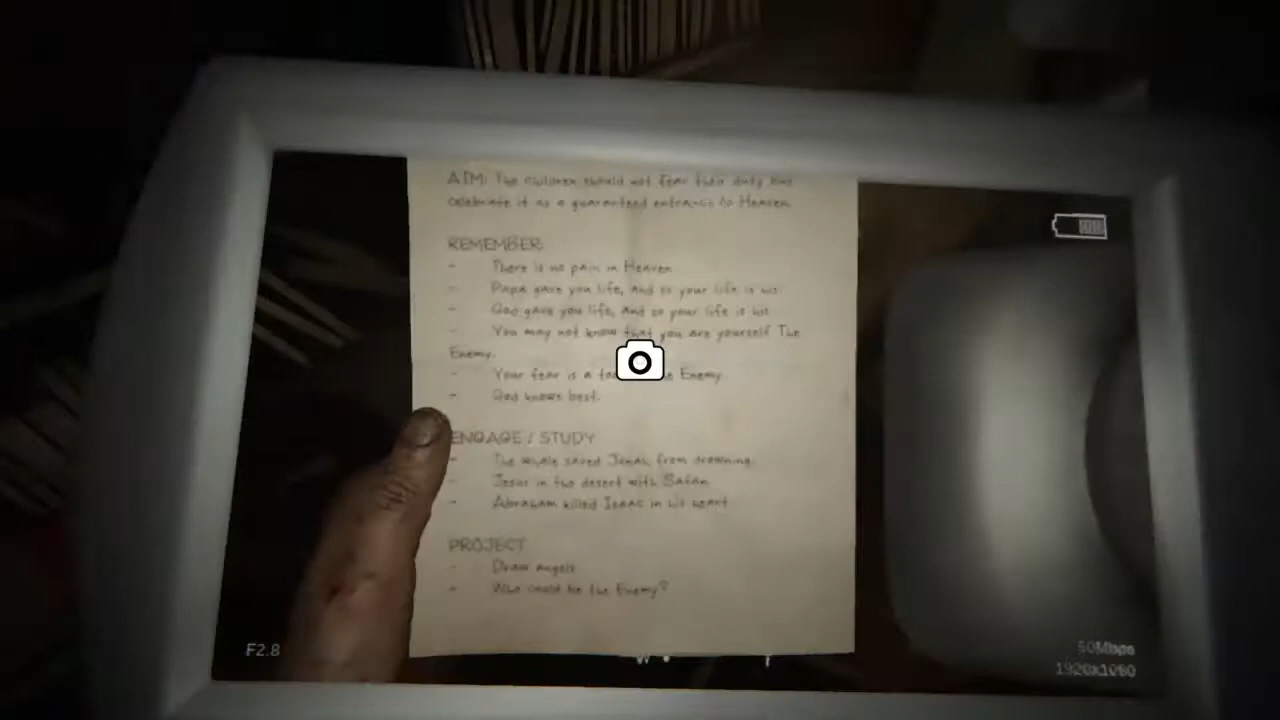 AIM: The children should not fear their duty but
celebrate it as a guaranteed entrance to Heaven.
REMEMBER:
- There is no pain in Heaven
- Papa gave you life, and so your life is his.
- God gave you life, and so your life is his.
- You may not know that you are yourself The
Enemy.
- Your fear is a Enemy.
- God knows best.
ENGAGE / STUDY
- The whale saved Jonah from drowning.
- Jesus in the desert with Satan
- Abraham killed Isaac in his heart
PROJECT
- Draw angels
- Who could be the Enemy?
F2.8
50Mbps
1920x1080